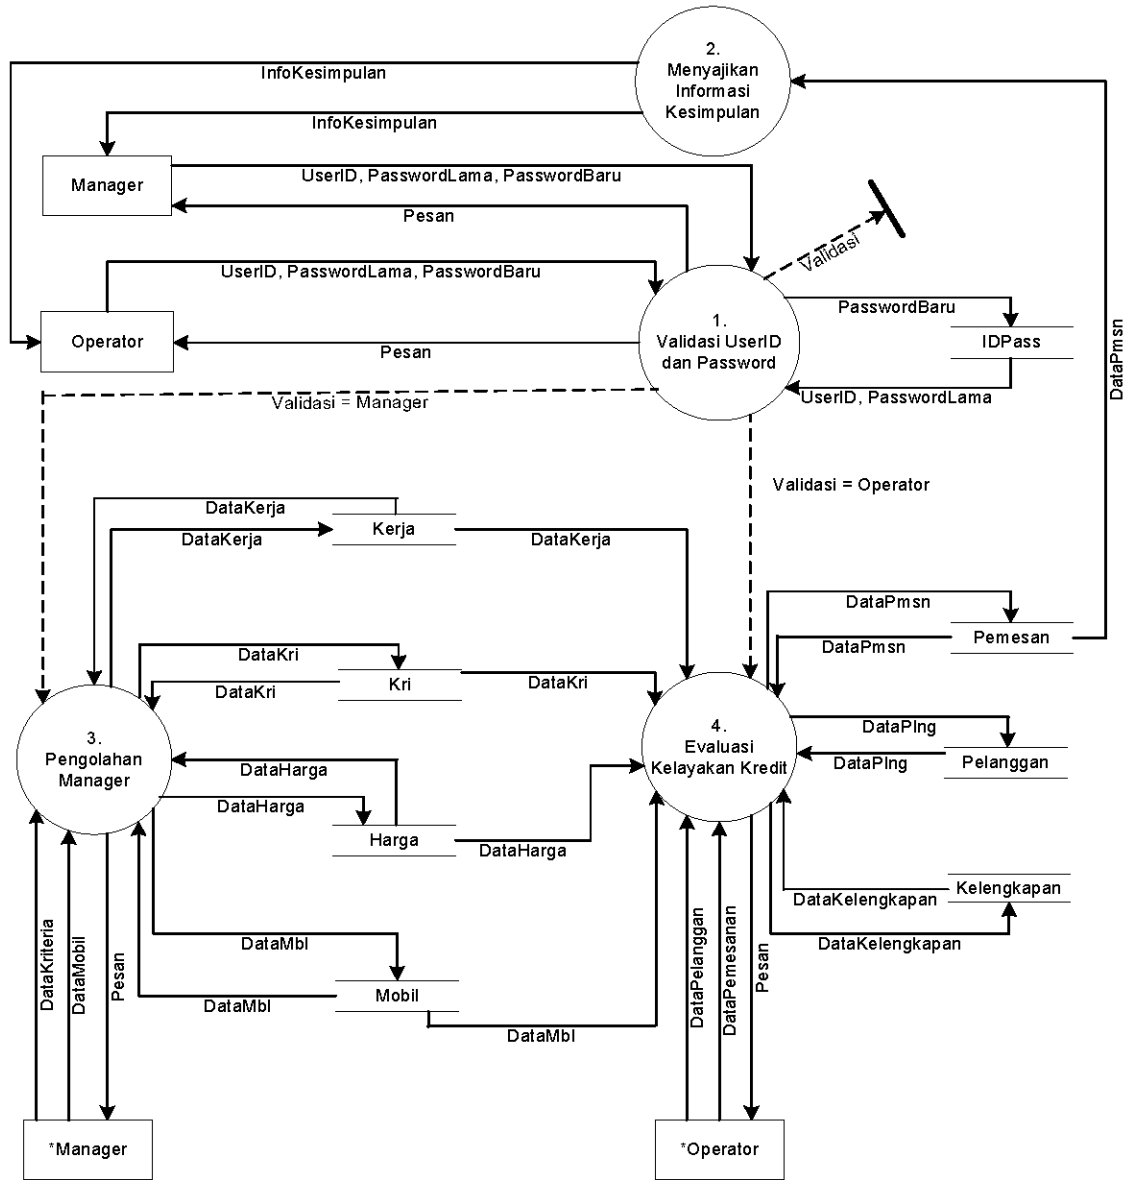 2.
Menyajikan
Informasi
Kesimpulan
InfoKesimpulan
InfoKesimpulan
Manager
UserID, PasswordLama, PasswordBaru
Pesan
Validasi
UserID, PasswordLama, PasswordBaru
Operator
Pesan
1.
Validasi UserID
dan Password
PasswordBaru
IDPass
UserID, PasswordLama
DataPmsn
Validasi = Manager
Validasi = Operator
DataKerja
DataKerja
Kerja
DataKerja
DataPmsn
DataPmsn
Pemesan
DataKri
DataKri
Kri
DataKri
3.
Pengolahan
Manager
4.
Evaluasi
Kelayakan Kredit
DataPlng
DataPlng
Pelanggan
DataHarga
DataHarga
Harga
DataHarga
Kelengkapan
DataKelengkapan
DataKelengkapan
DataKriteria
DataMobil
Pesan
DataMbl
DataMbl
Mobil
DataMbl
DataPelanggan
DataPemesanan
Pesan
*Manager
*Operator